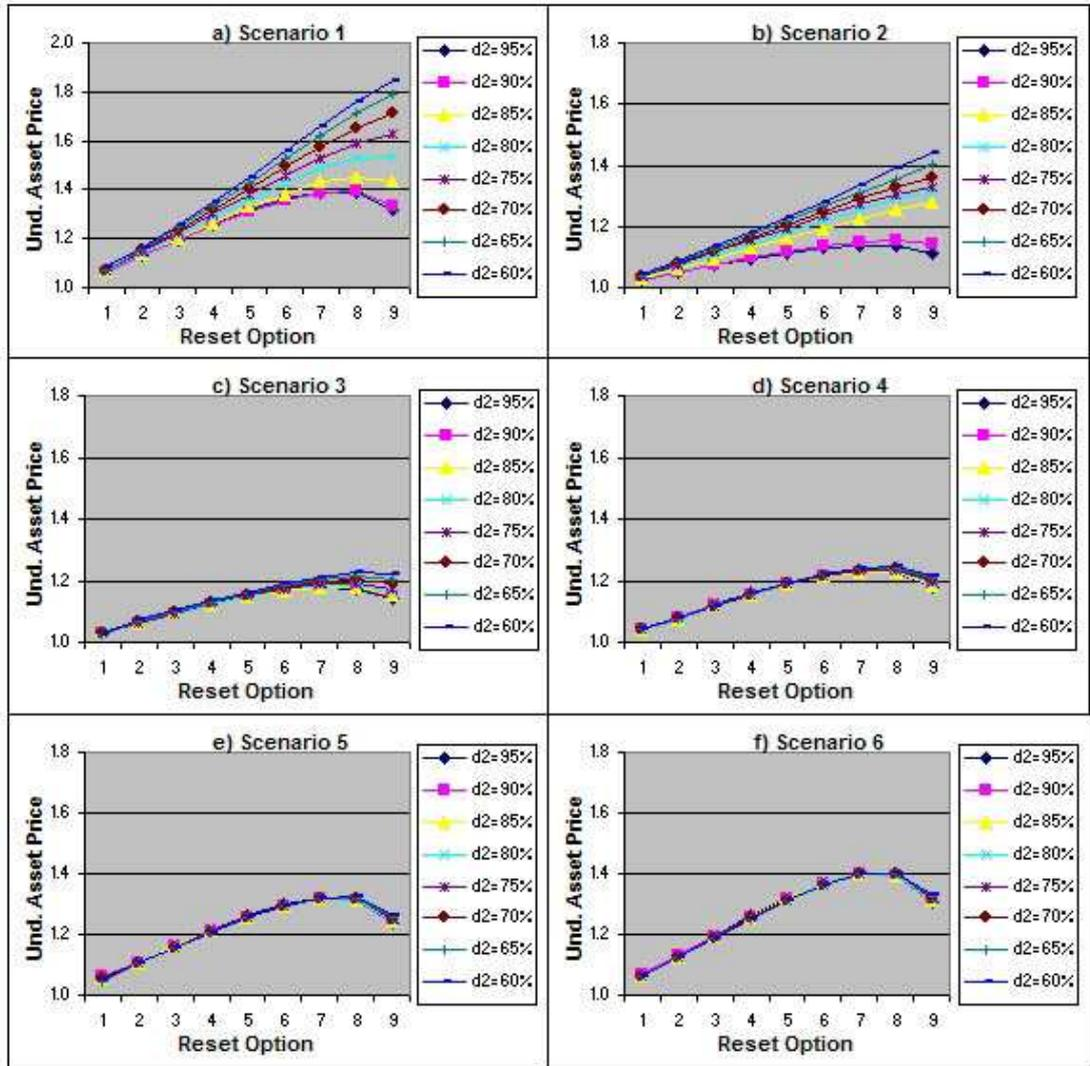 a) Scenario 1
Und. Asset Price
2.0
1.8
1.6
1.4
1.2
1.0
1 2 3 4 5 6 7 8 9
Reset Option
d2=95%
d2=90%
d2=85%
d2=80%
d2=75%
d2=70%
d2=65%
d2=60%
b) Scenario 2
Und. Asset Price
1.8
1.6
1.4
1.2
1.0
1 2 3 4 5 6 7 8 9
Reset Option
d2=95%
d2=90%
d2=85%
d2=80%
d2=75%
d2=70%
d2=65%
d2=60%
c) Scenario 3
Und. Asset Price
1.8
1.6
1.4
1.2
1.0
1 2 3 4 5 6 7 8 9
Reset Option
d2=95%
d2=90%
d2=85%
d2=80%
d2=75%
d2=70%
d2=65%
d2=60%
d) Scenario 4
Und. Asset Price
1.8
1.6
1.4
1.2
1.0
1 2 3 4 5 6 7 8 9
Reset Option
d2=95%
d2=90%
d2=85%
d2=80%
d2=75%
d2=70%
d2=65%
d2=60%
e) Scenario 5
Und. Asset Price
1.8
1.6
1.4
1.2
1.0
1 2 3 4 5 6 7 8 9
Reset Option
d2=95%
d2=90%
d2=85%
d2=80%
d2=75%
d2=70%
d2=65%
d2=60%
f) Scenario 6
Und. Asset Price
1.8
1.6
1.4
1.2
1.0
1 2 3 4 5 6 7 8 9
Reset Option
d2=95%
d2=90%
d2=85%
d2=80%
d2=75%
d2=70%
d2=65%
d2=60%